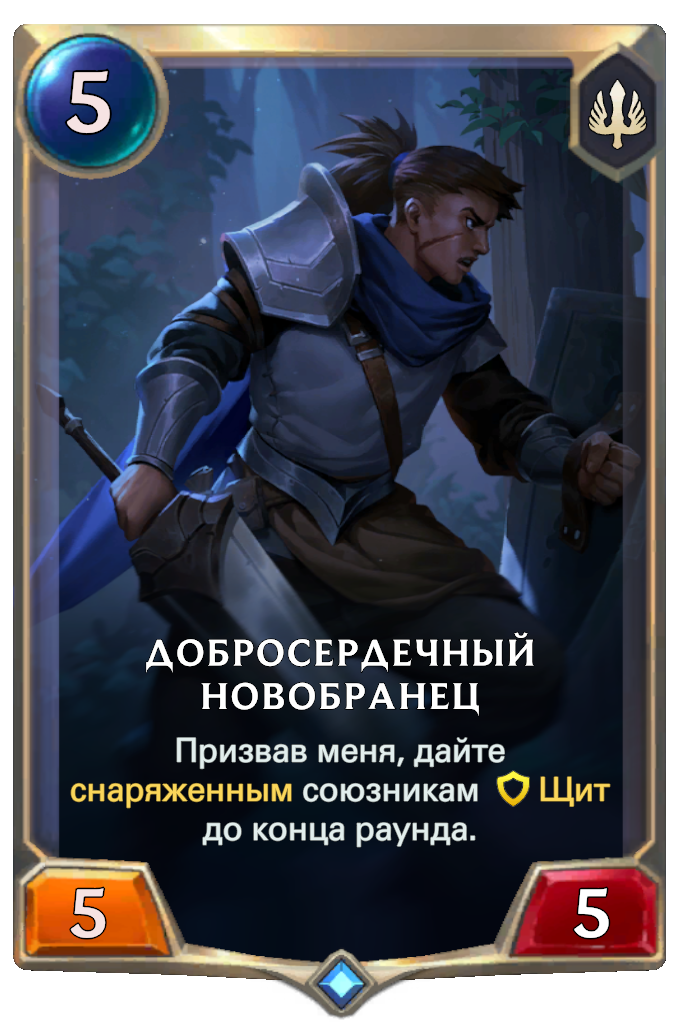 5
ДОБРОСЕРДЕЧНЫЙ
НОВОБРАНЕЦ
Призвав меня, дайте
снаряженным союзникам Щит
до конца раунда.
5
5